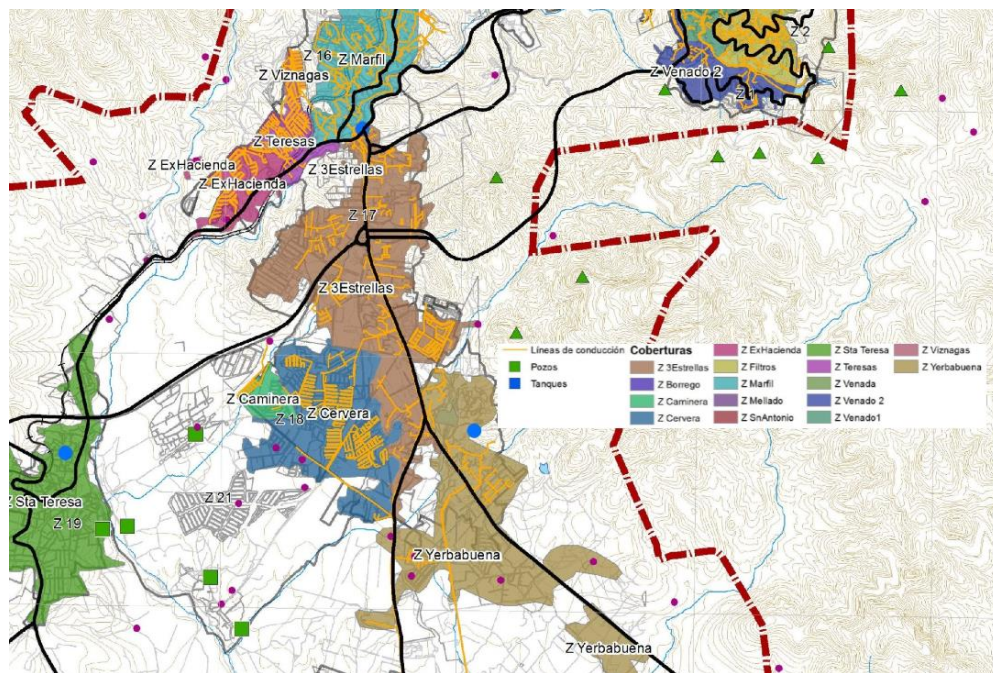 Z 16
Z Marfil
Z Viznagas
Z 2
Z Venado 2
Z 1
Z Teresas
Z ExHacienda
Z 3Estrellas
Z ExHacienda
Z 17
Z 3Estrellas
Líneas de conducción
Pozos
Tanques
Coberturas
Z 3Estrellas
Z Borrego
Z Caminera
Z Cervera
Z ExHacienda
Z Filtros
Z Marfil
Z Mellado
Z SnAntonio
Z Sta Teresa
Z Teresas
Z Venada
Z Venado 2
Z Venado1
Z Viznagas
Z Yerbabuena
Z Caminera
Z Cervera
Z 18
Z 21
Z Sta Teresa
Z 19
Z Yerbabuena
Z Yerbabuena